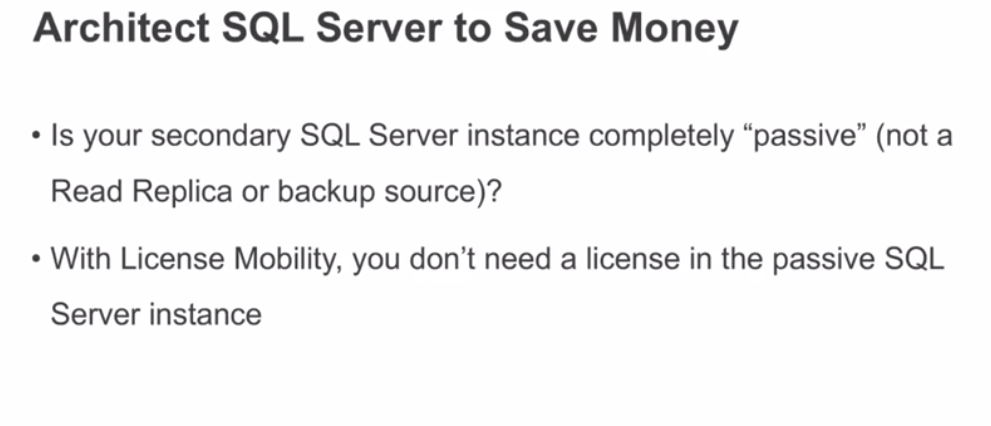 Architect SQL Server to Save Money
• Is your secondary SQL Server instance completely “passive” (not a
Read Replica or backup source)?
• With License Mobility, you don’t need a license in the passive SQL
Server instance